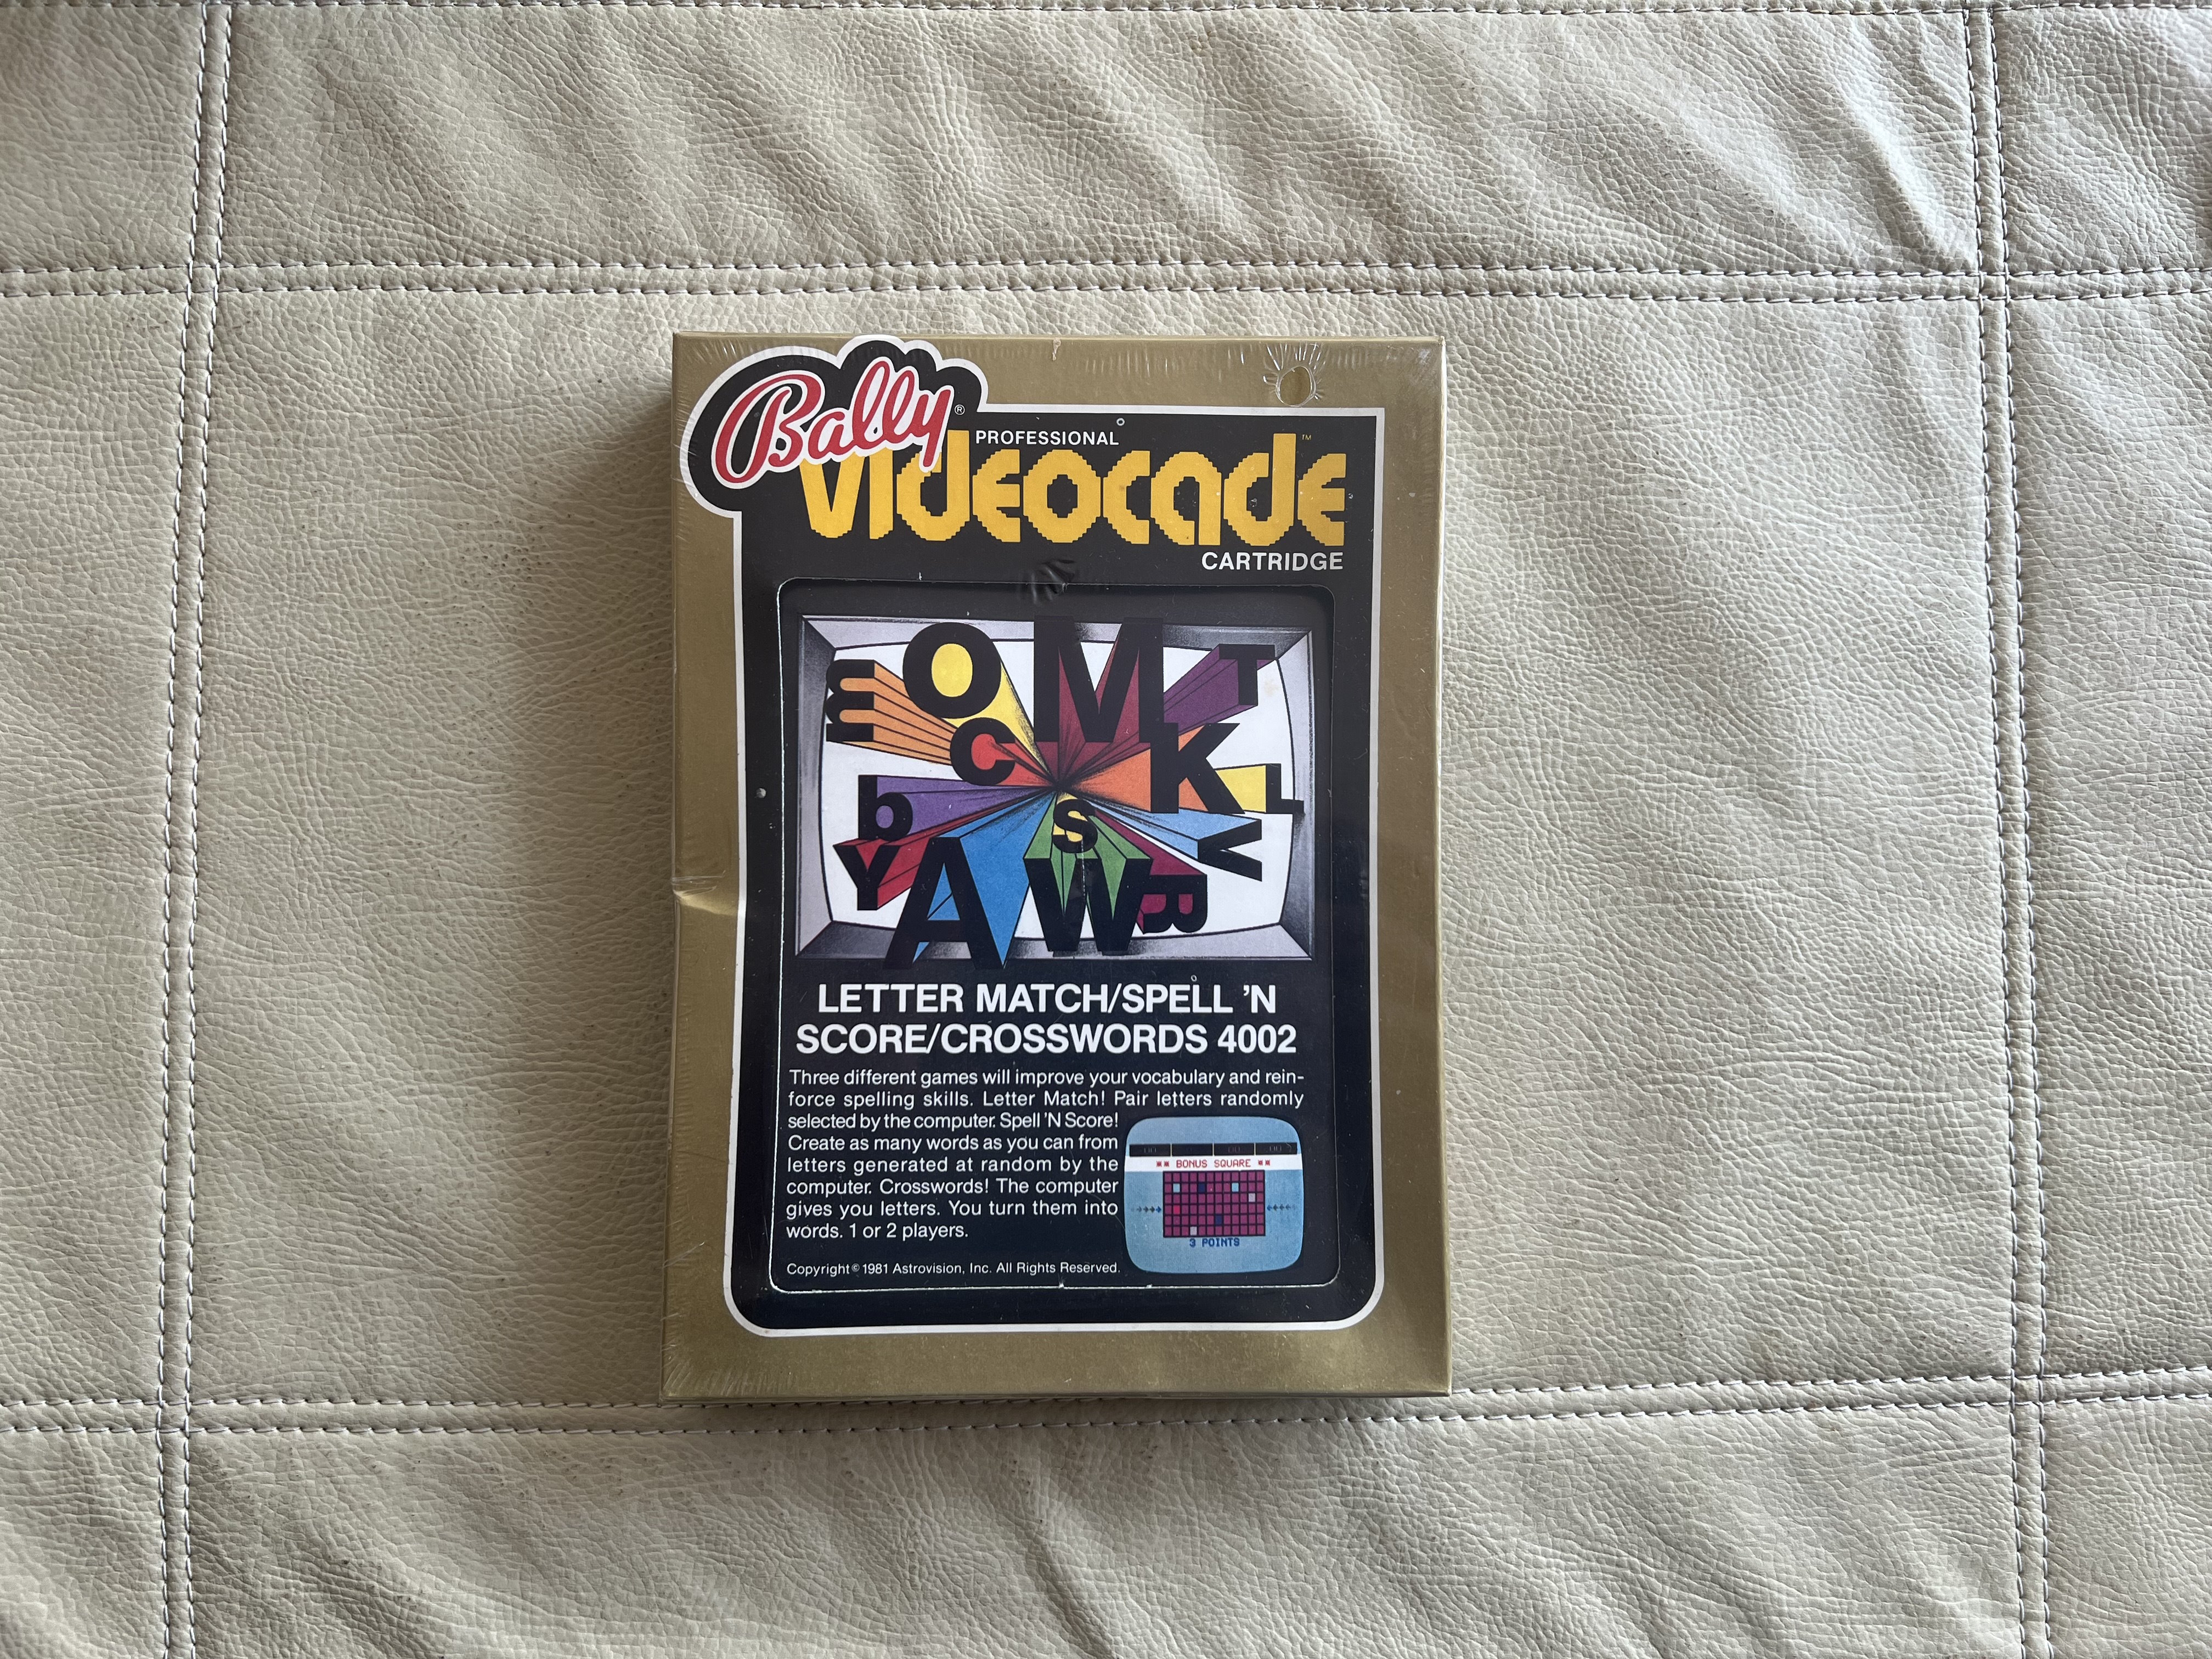 Bally®
PROFESSIONAL
VIDEOCADE™
CARTRIDGE
m O M T
C K L
b S V
Y A W R
LETTER MATCH/SPELL 'N
SCORE/CROSSWORDS 4002
Three different games will improve your vocabulary and rein-
force spelling skills. Letter Match! Pair letters randomly
selected by the computer. Spell 'N Score!
Create as many words as you can from
letters generated at random by the
computer. Crosswords! The computer
gives you letters. You turn them into
words. 1 or 2 players.
BONUS SQUARE
3 POINTS
Copyright © 1981 Astrovision, Inc. All Rights Reserved.